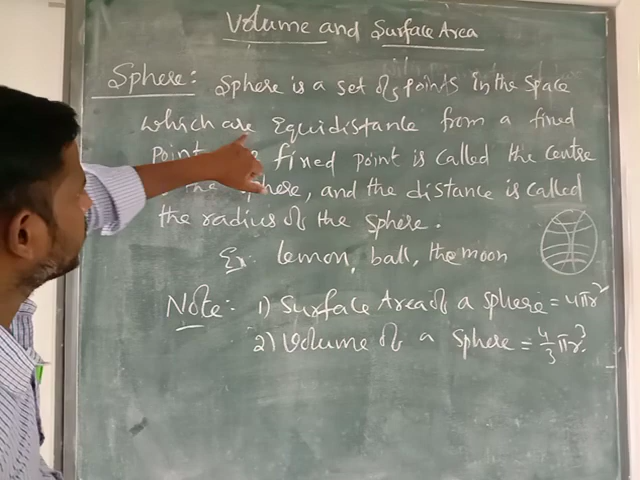 Volume and Surface Area
Sphere: Sphere is a set of points in the space
which are Equidistance from a fixed
point fixed point is called the centre
the sphere, and the distance is called
the radius of the sphere.
Ex: lemon, ball, the moon
Note: 1) Surface Area of a sphere = 4πr²
2) Volume of a sphere = 4/3 πr³.